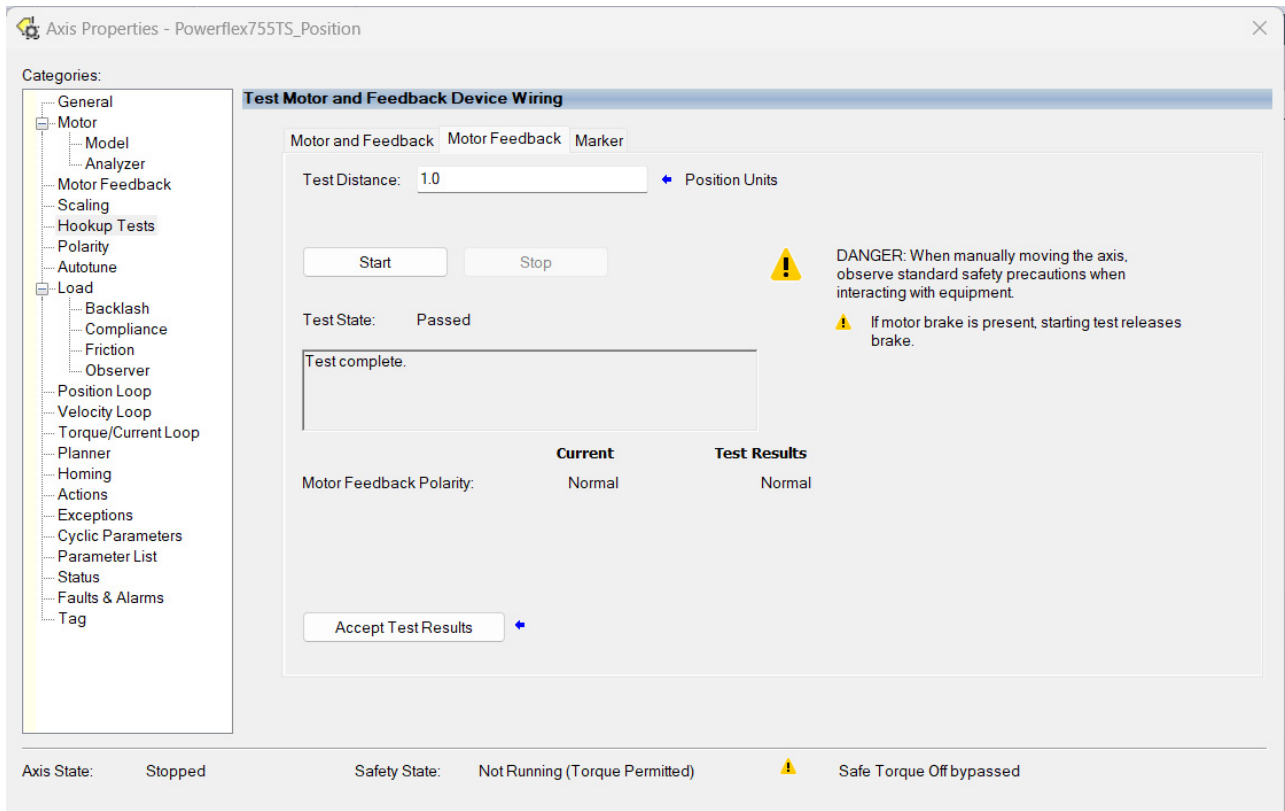 Axis Properties - Powerflex755TS_Position
Categories:
General
Motor
Model
Analyzer
Motor Feedback
Scaling
Hookup Tests
Polarity
Autotune
Load
Backlash
Compliance
Friction
Observer
Position Loop
Velocity Loop
Torque/Current Loop
Planner
Homing
Actions
Exceptions
Cyclic Parameters
Parameter List
Status
Faults & Alarms
Tag
Test Motor and Feedback Device Wiring
Motor and Feedback Motor Feedback Marker
Test Distance: 1.0 Position Units
Start Stop
DANGER: When manually moving the axis,
observe standard safety precautions when
interacting with equipment.
If motor brake is present, starting test releases
brake.
Test State: Passed
Test complete.
Current Test Results
Motor Feedback Polarity: Normal Normal
Accept Test Results
Axis State: Stopped Safety State: Not Running (Torque Permitted) Safe Torque Off bypassed